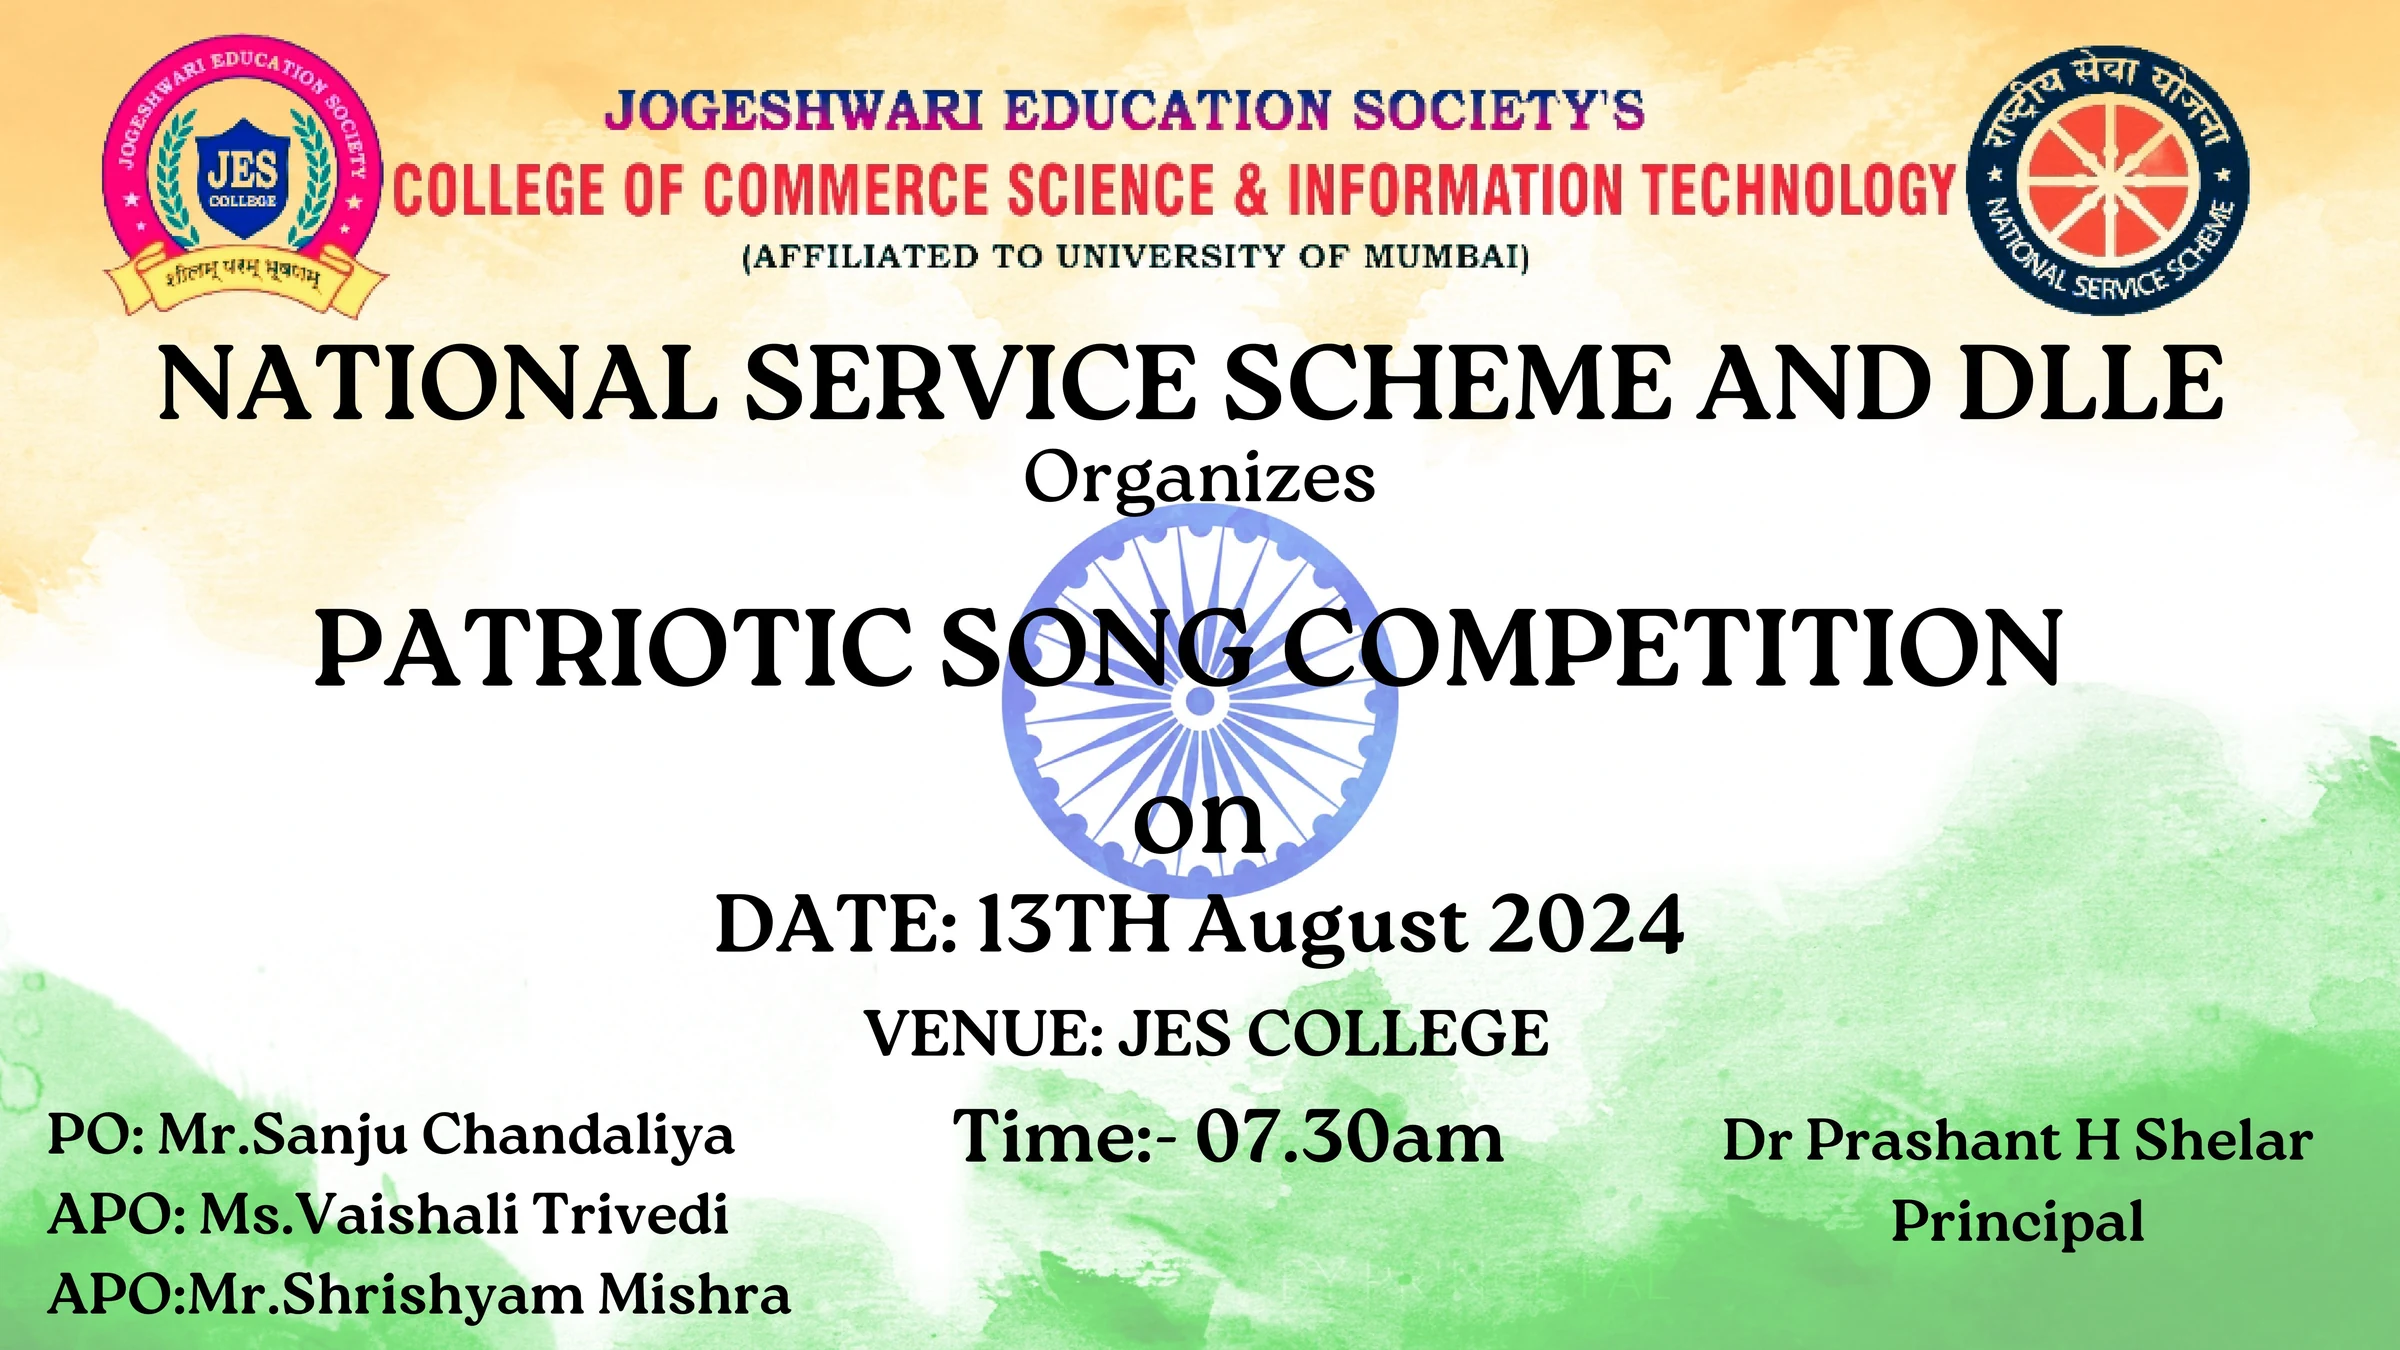 JOGESHWARI EDUCATION SOCIETY
JES
COLLEGE
शीलम् परम् भूषणम्
JOGESHWARI EDUCATION SOCIETY'S
COLLEGE OF COMMERCE SCIENCE & INFORMATION TECHNOLOGY
(AFFILIATED TO UNIVERSITY OF MUMBAI)
राष्ट्रीय सेवा योजना
NATIONAL SERVICE SCHEME
NATIONAL SERVICE SCHEME AND DLLE
Organizes
PATRIOTIC SONG COMPETITION
on
DATE: 13TH August 2024
VENUE: JES COLLEGE
Time:- 07.30am
PO: Mr.Sanju Chandaliya
APO: Ms.Vaishali Trivedi
APO:Mr.Shrishyam Mishra
Dr Prashant H Shelar
Principal